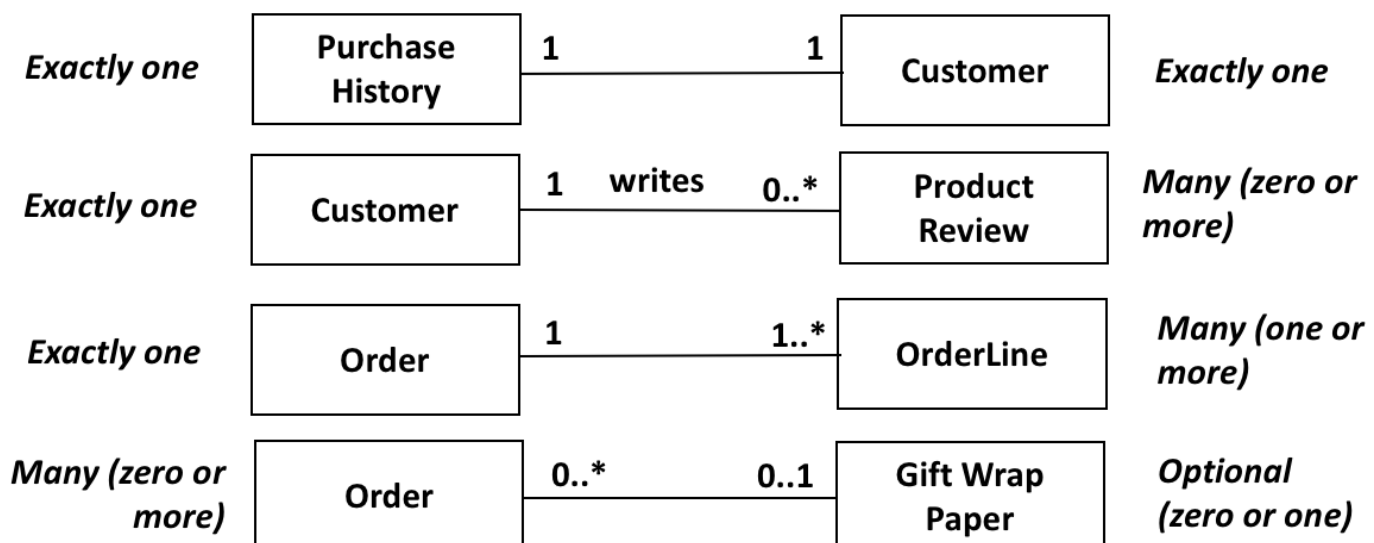 Exactly one
Purchase
History
1
1
Customer
Exactly one
Exactly one
Customer
1
writes
0..*
Product
Review
Many (zero or
more)
Exactly one
Order
1
1..*
OrderLine
Many (one or
more)
Many (zero or
more)
Order
0..*
0..1
Gift Wrap
Paper
Optional
(zero or one)